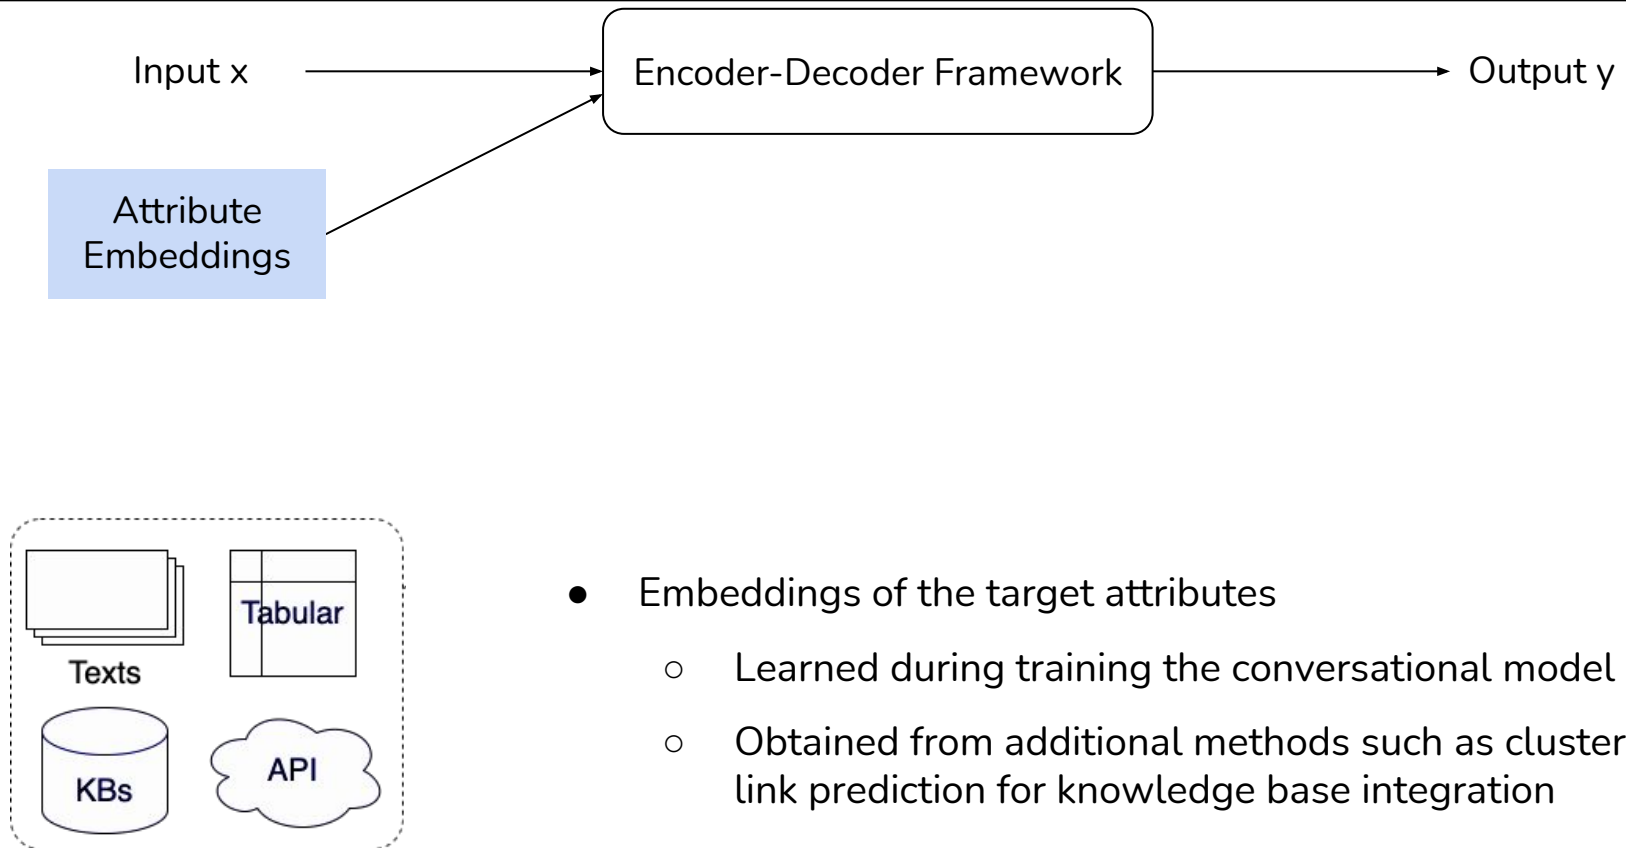 Input x
Encoder-Decoder Framework
Output y
Attribute
Embeddings
Texts
Tabular
KBs
API
● Embeddings of the target attributes
○ Learned during training the conversational model
○ Obtained from additional methods such as cluster
link prediction for knowledge base integration